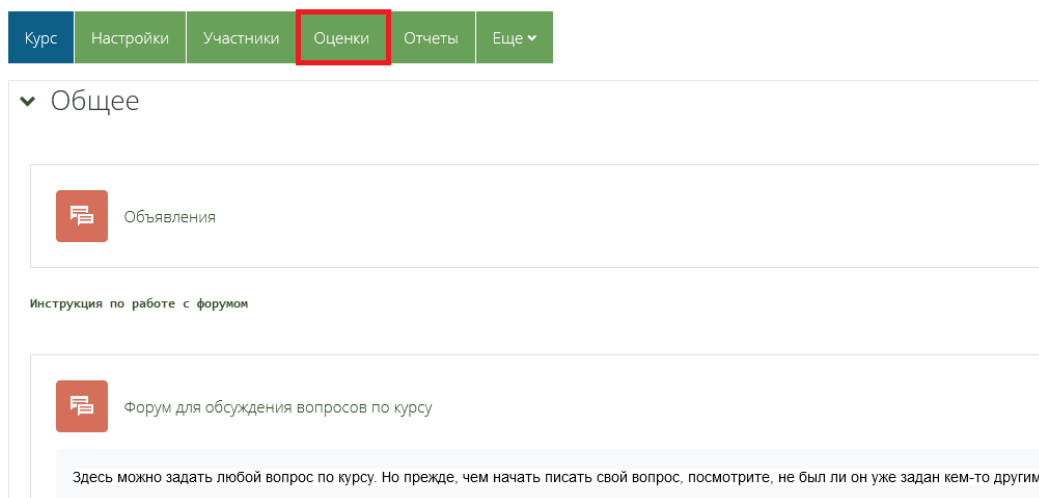 Курс Настройки Участники Оценки Отчеты Еще
Общее
Объявления
Инструкция по работе с форумом
Форум для обсуждения вопросов по курсу
Здесь можно задать любой вопрос по курсу. Но прежде, чем начать писать свой вопрос, посмотрите, не был ли он уже задан кем-то другим